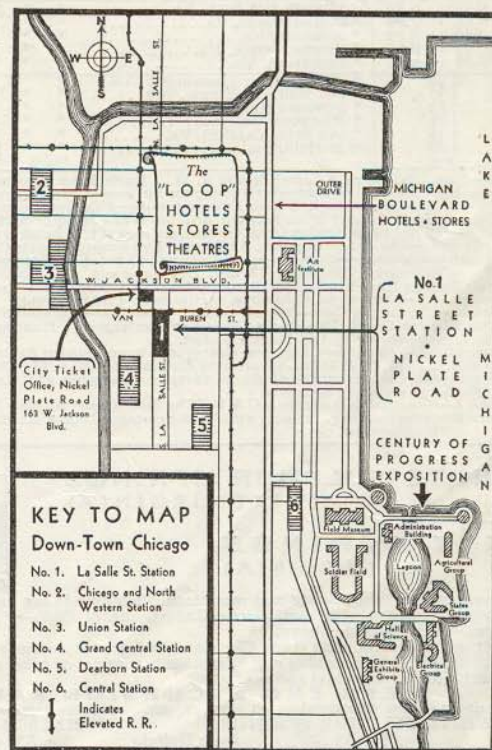 N
W
E
S
N. LA SALLE ST.
The
"LOOP"
HOTELS
STORES
THEATRES
OUTER
DRIVE
MICHIGAN
BOULEVARD
HOTELS • STORES
LAKE
MICHIGAN
2
3
Art
Institute
W. JACKSON BLVD.
VAN BUREN ST.
No. 1
LA SALLE
STREET
STATION
•
NICKEL
PLATE
ROAD
1
City Ticket
Office, Nickel
Plate Road
163 W. Jackson
Blvd.
4
S. LA SALLE ST.
5
CENTURY OF
PROGRESS
EXPOSITION
6
Field Museum
Administration
Building
Soldier Field
Lagoon
Agricultural
Group
States
Group
Hall
of Science
General
Exhibits
Group
Electrical
Group
KEY TO MAP
Down-Town Chicago
No. 1. La Salle St. Station
No. 2. Chicago and North
Western Station
No. 3. Union Station
No. 4. Grand Central Station
No. 5. Dearborn Station
No. 6. Central Station
Indicates
Elevated R. R.